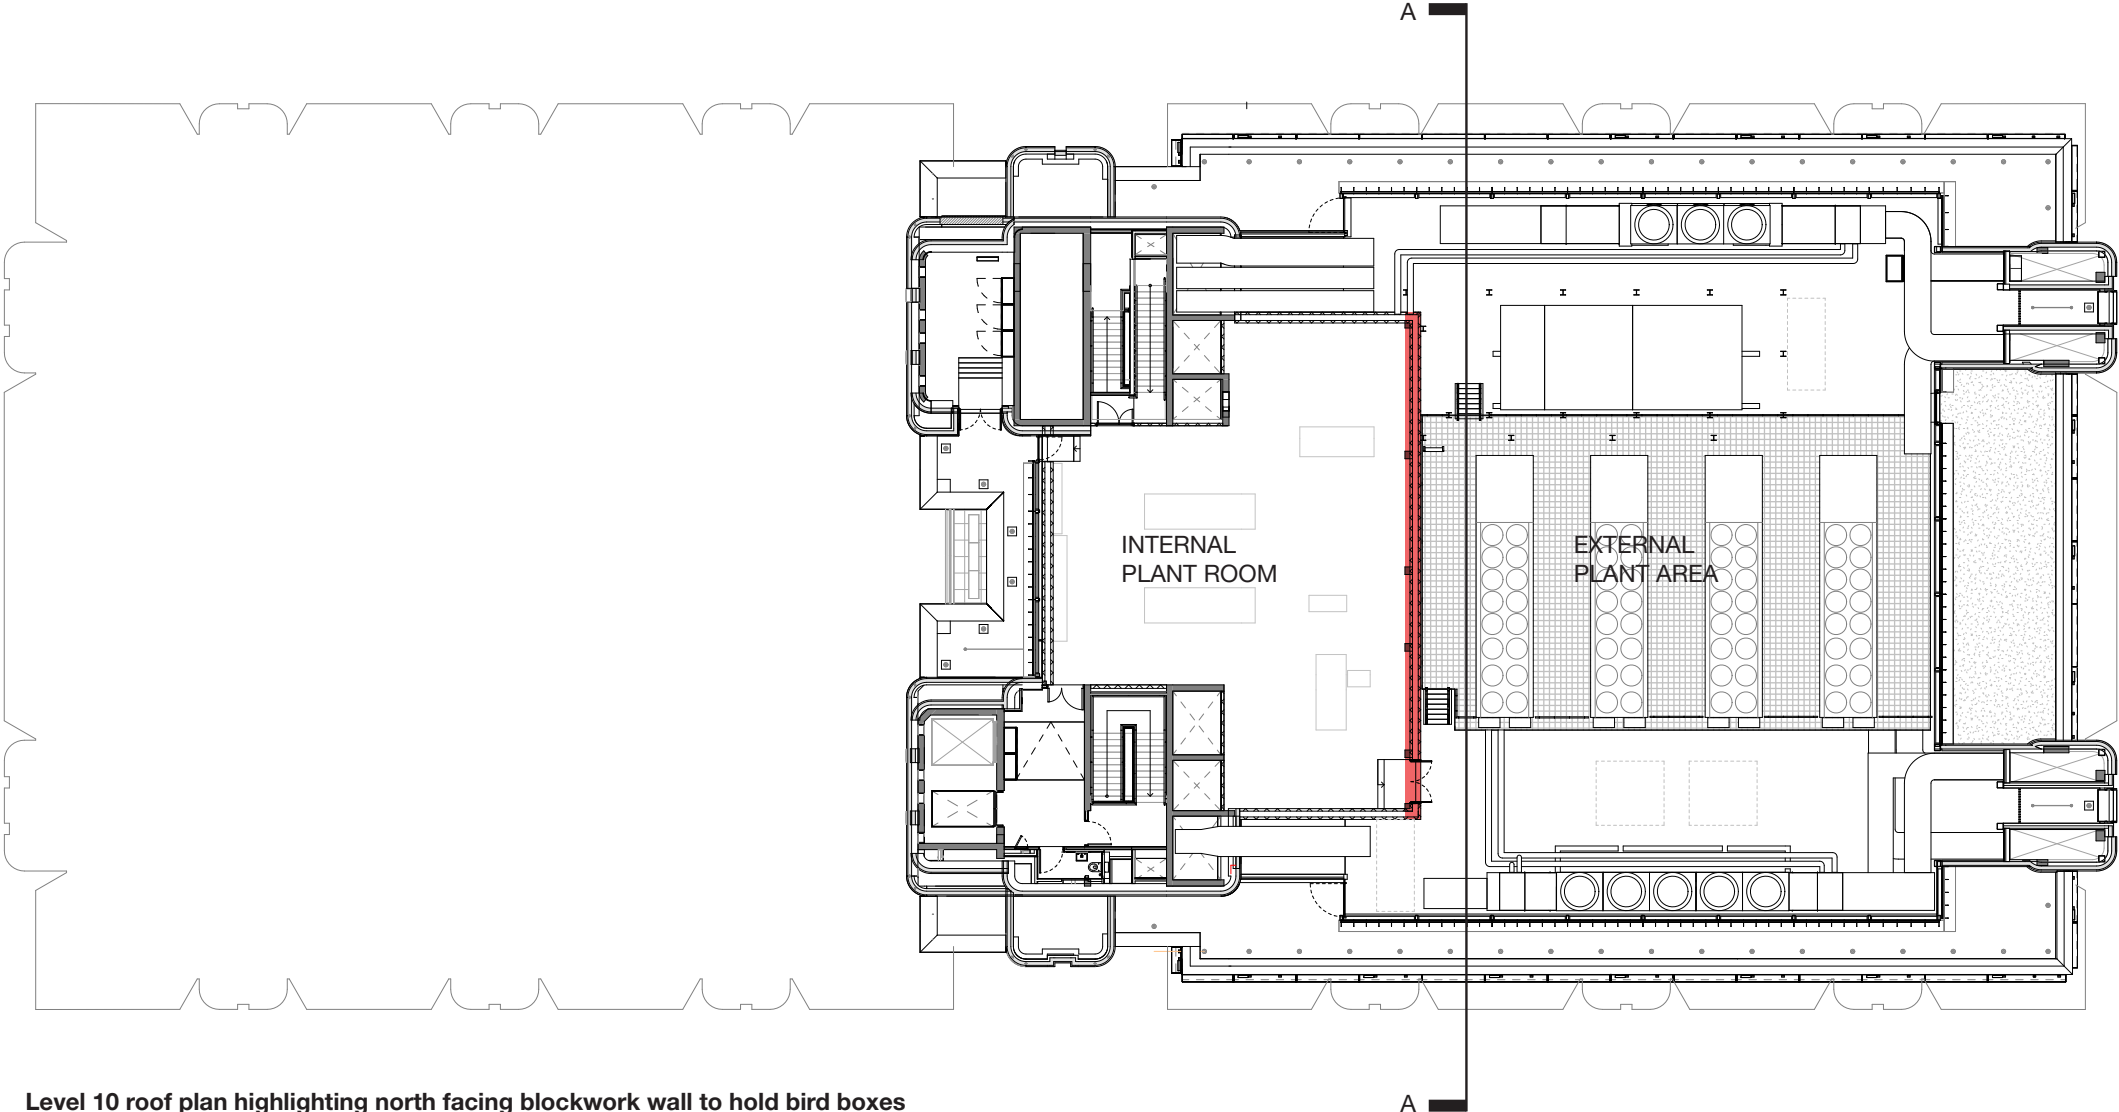 A
INTERNAL
PLANT ROOM
EXTERNAL
PLANT AREA
Level 10 roof plan highlighting north facing blockwork wall to hold bird boxes
A